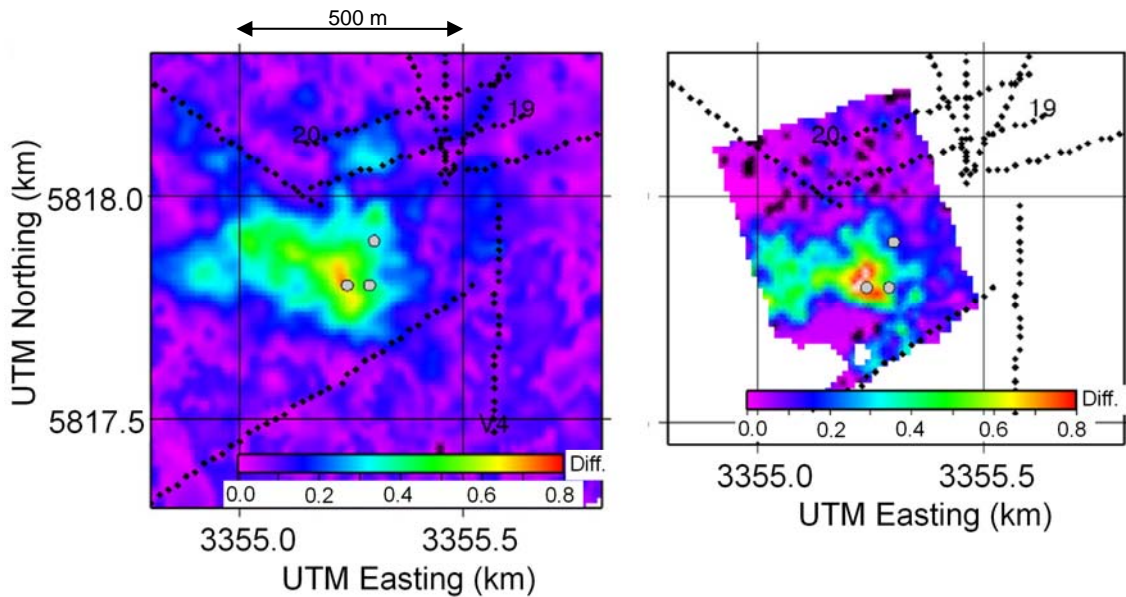 500 m
19
20
V4
UTM Northing (km)
5818.0
5817.5
Diff.
0.0 0.2 0.4 0.6 0.8
3355.0 3355.5
UTM Easting (km)
19
20
Diff.
0.0 0.2 0.4 0.6 0.8
3355.0 3355.5
UTM Easting (km)